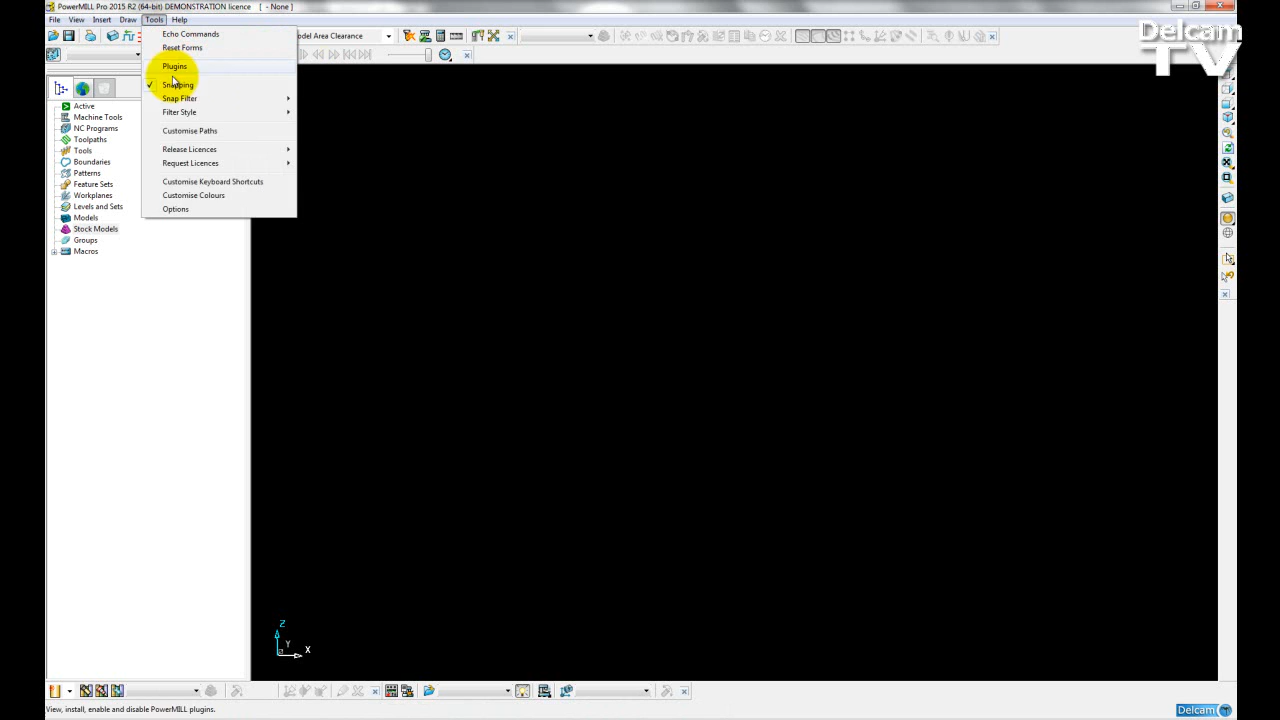 PowerMILL Pro 2015 R2 (64-bit) DEMONSTRATION licence [ - None ]
File View Insert Draw Tools Help
Delcam
TV
Echo Commands
Reset Forms
Plugins
Snapping
Snap Filter
Filter Style
Customise Paths
Release Licences
Request Licences
Customise Keyboard Shortcuts
Customise Colours
Options
odel Area Clearance
Active
Machine Tools
NC Programs
Toolpaths
Tools
Boundaries
Patterns
Feature Sets
Workplanes
Levels and Sets
Models
Stock Models
Groups
Macros
Z
Y
X
View, install, enable and disable PowerMILL plugins.
Delcam